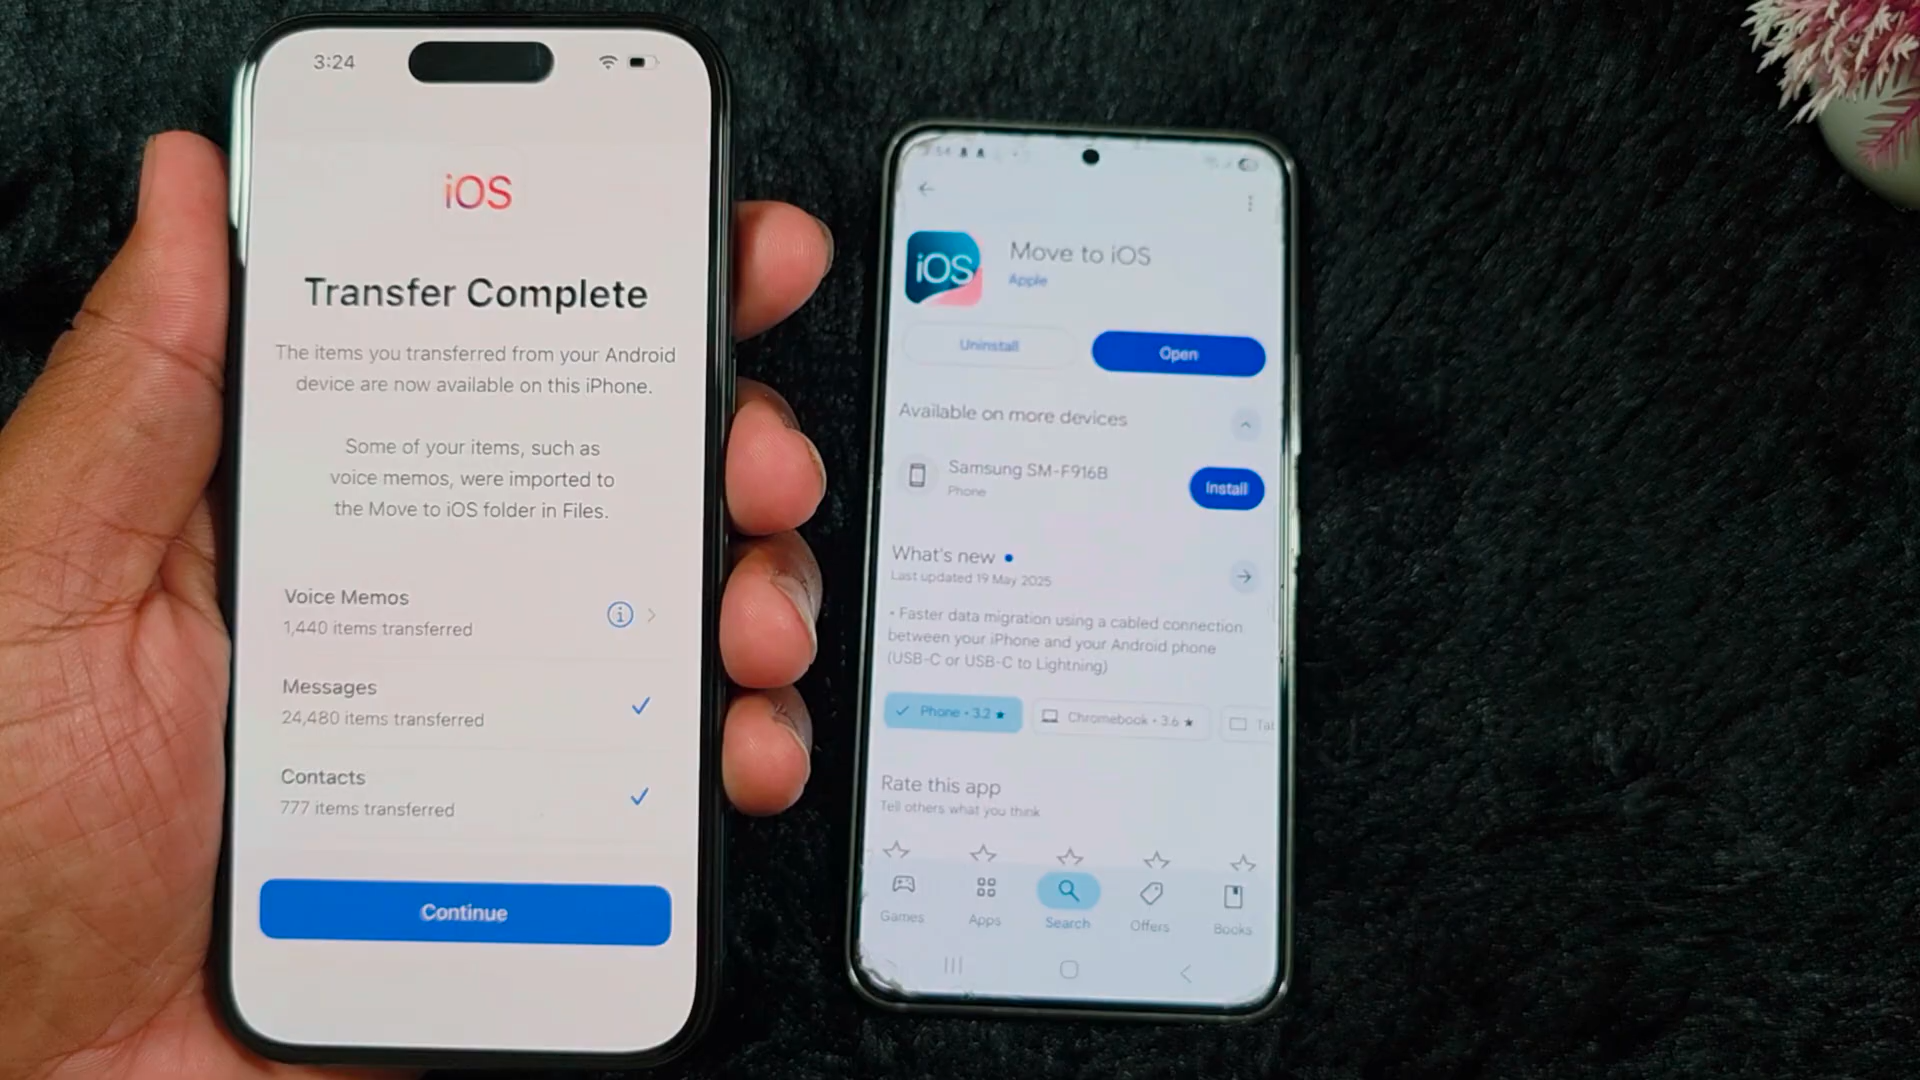 3:24
iOS
Transfer Complete
The items you transferred from your Android
device are now available on this iPhone.
Some of your items, such as
voice memos, were imported to
the Move to iOS folder in Files.
Voice Memos
1,440 items transferred
Messages
24,480 items transferred
Contacts
777 items transferred
Continue
iOS
Move to iOS
Apple
Uninstall
Open
Available on more devices
Samsung SM-F916B
Phone
Install
What's new
Last updated 19 May 2025
• Faster data migration using a cabled connection
between your iPhone and your Android phone
(USB-C or USB-C to Lightning)
Phone • 3.2 ★
Chromebook • 3.6 ★
Rate this app
Tell others what you think
Games
Apps
Search
Offers
Books